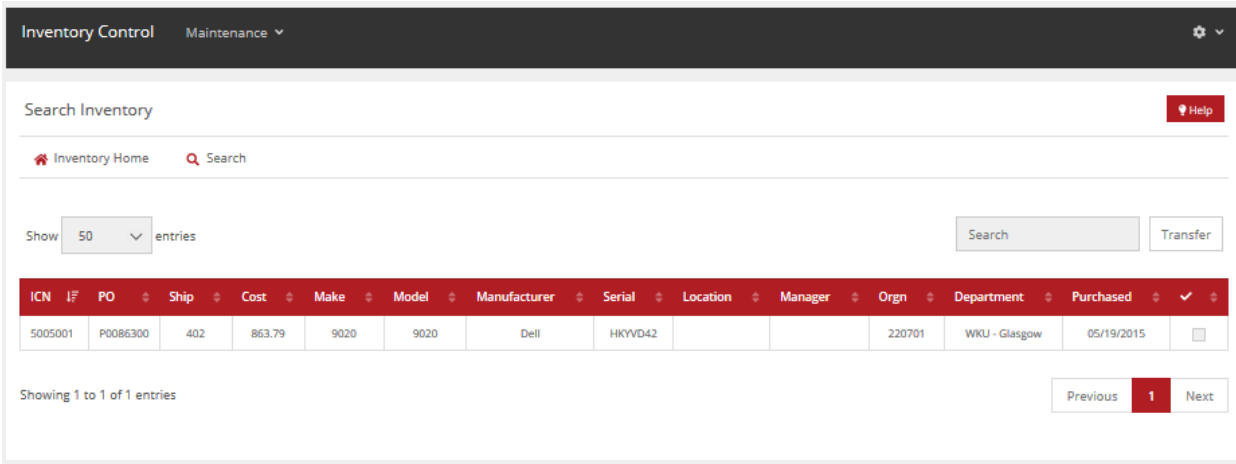 Inventory Control Maintenance
Search Inventory Help
Inventory Home Search
Show 50 entries Search Transfer
ICN PO Ship Cost Make Model Manufacturer Serial Location Manager Orgn Department Purchased
5005001 P0086300 402 863.79 9020 9020 Dell HKYVD42 220701 WKU - Glasgow 05/19/2015
Showing 1 to 1 of 1 entries Previous 1 Next